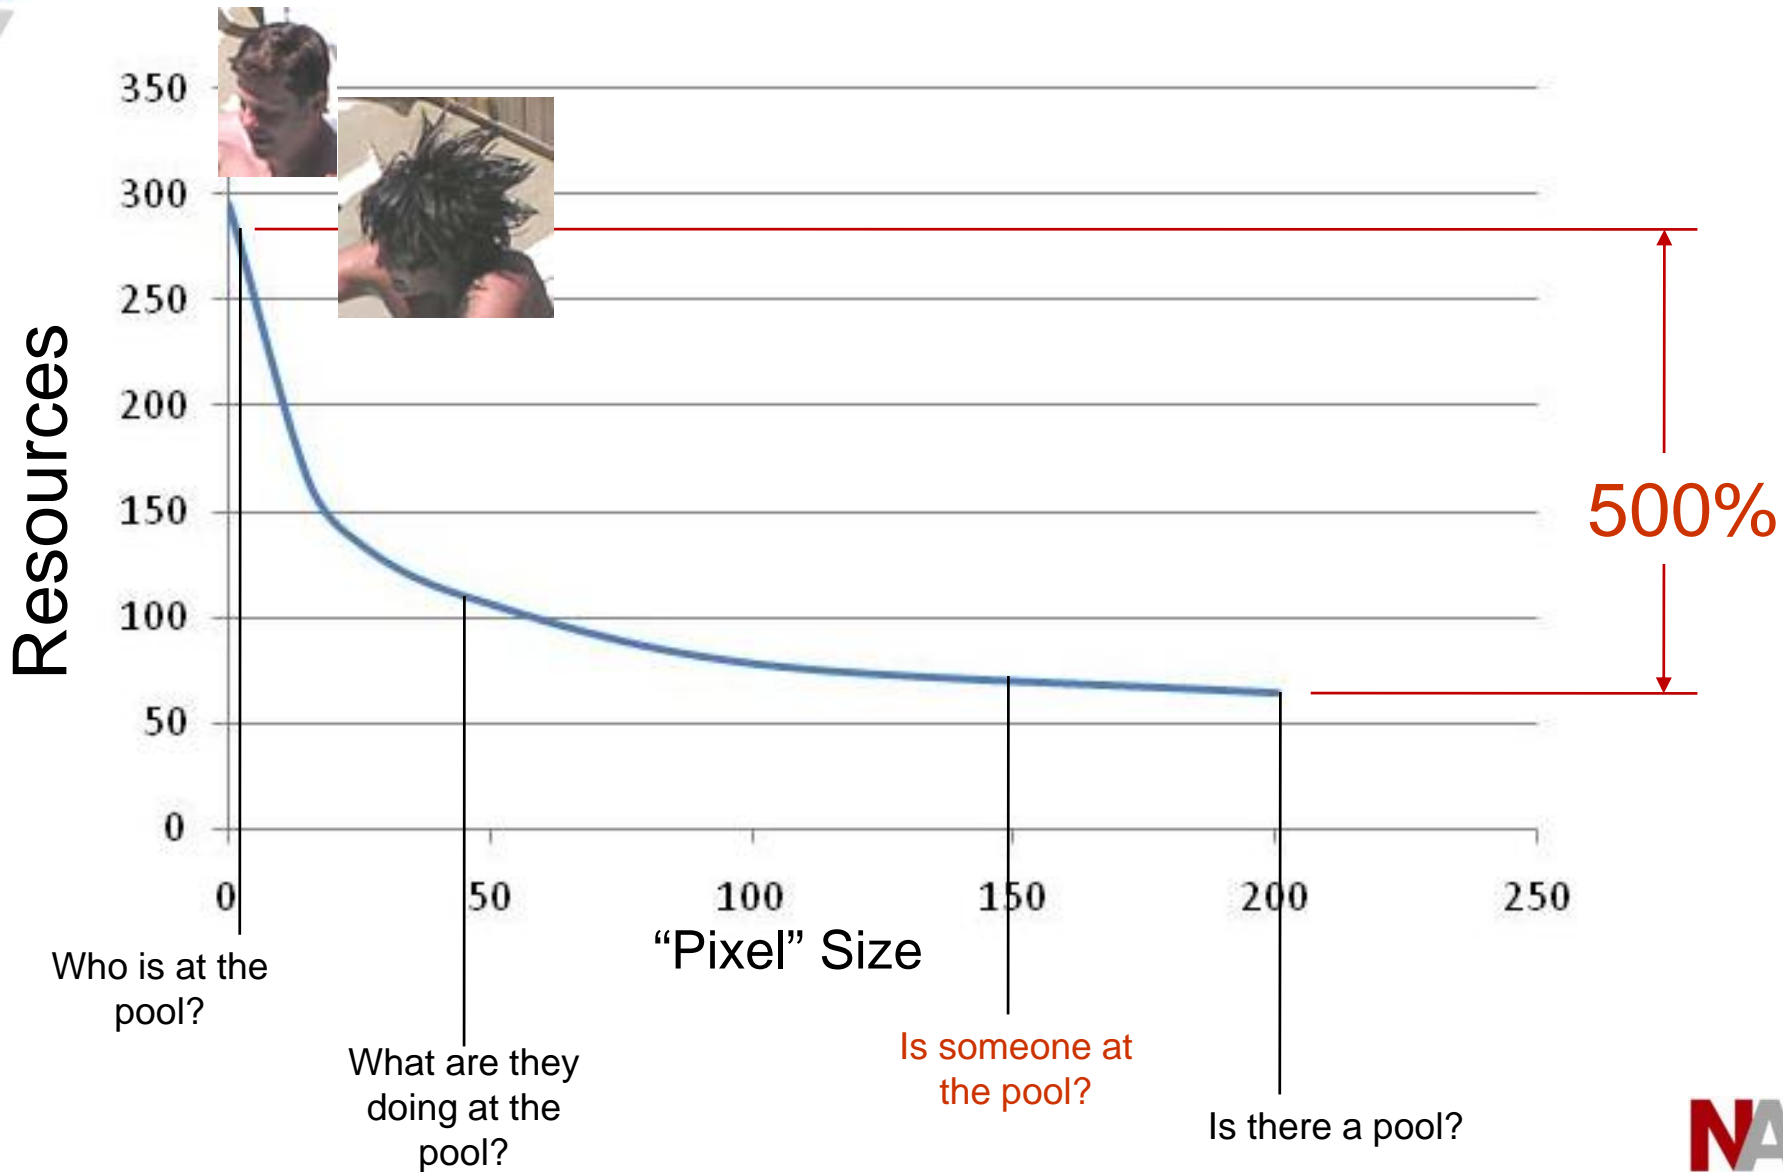 350
300
250
200
150
100
50
0
Resources
500%
0 50 100 150 200 250
“Pixel” Size
Who is at the
pool?
What are they
doing at the
pool?
Is someone at
the pool?
Is there a pool?
NA